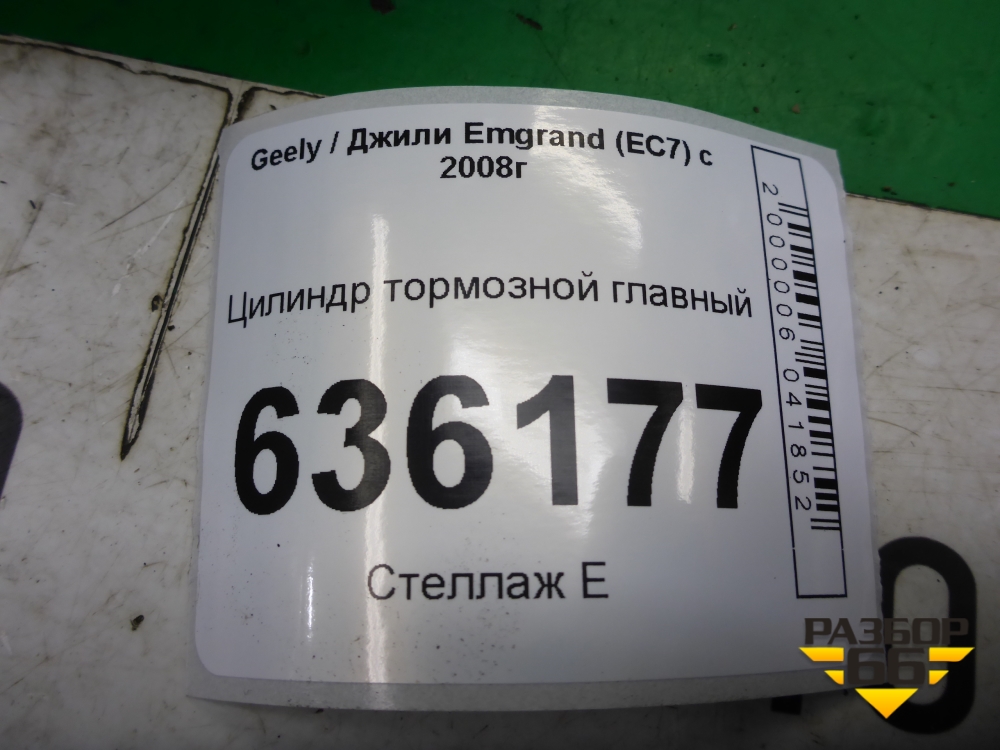 Geely / Джили Emgrand (EC7) с
2008г
Цилиндр тормозной главный
636177
Стеллаж Е
2000006041852
РАЗБОР
66